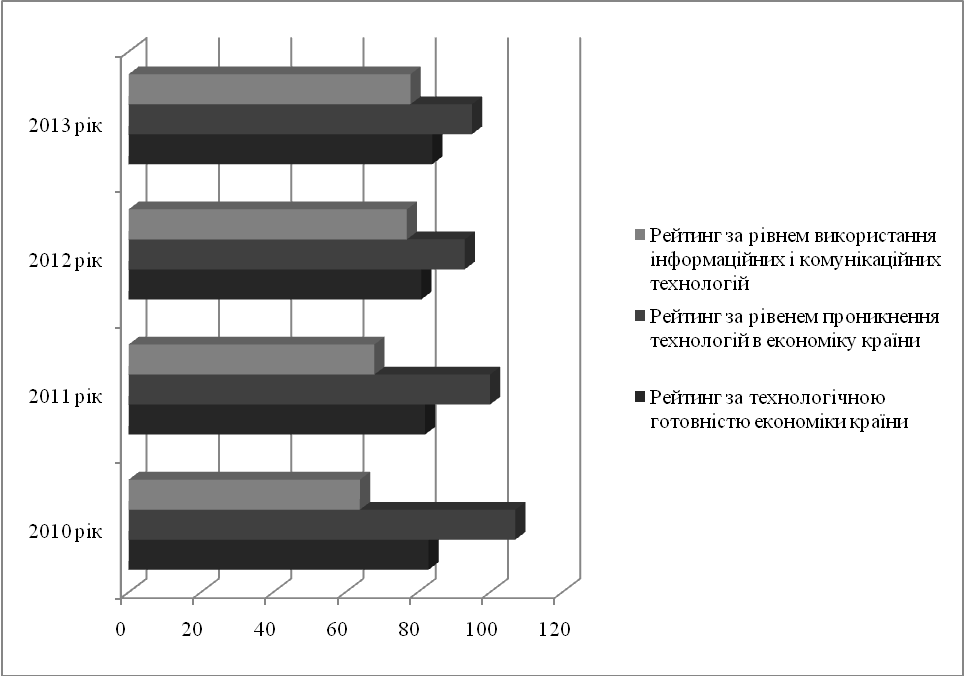 2013 рік
2012 рік
2011 рік
2010 рік
0 20 40 60 80 100 120
Рейтинг за рівнем використання
інформаційних і комунікаційних
технологій
Рейтинг за рівенем проникнення
технологій в економіку країни
Рейтинг за технологічною
готовністю економіки країни